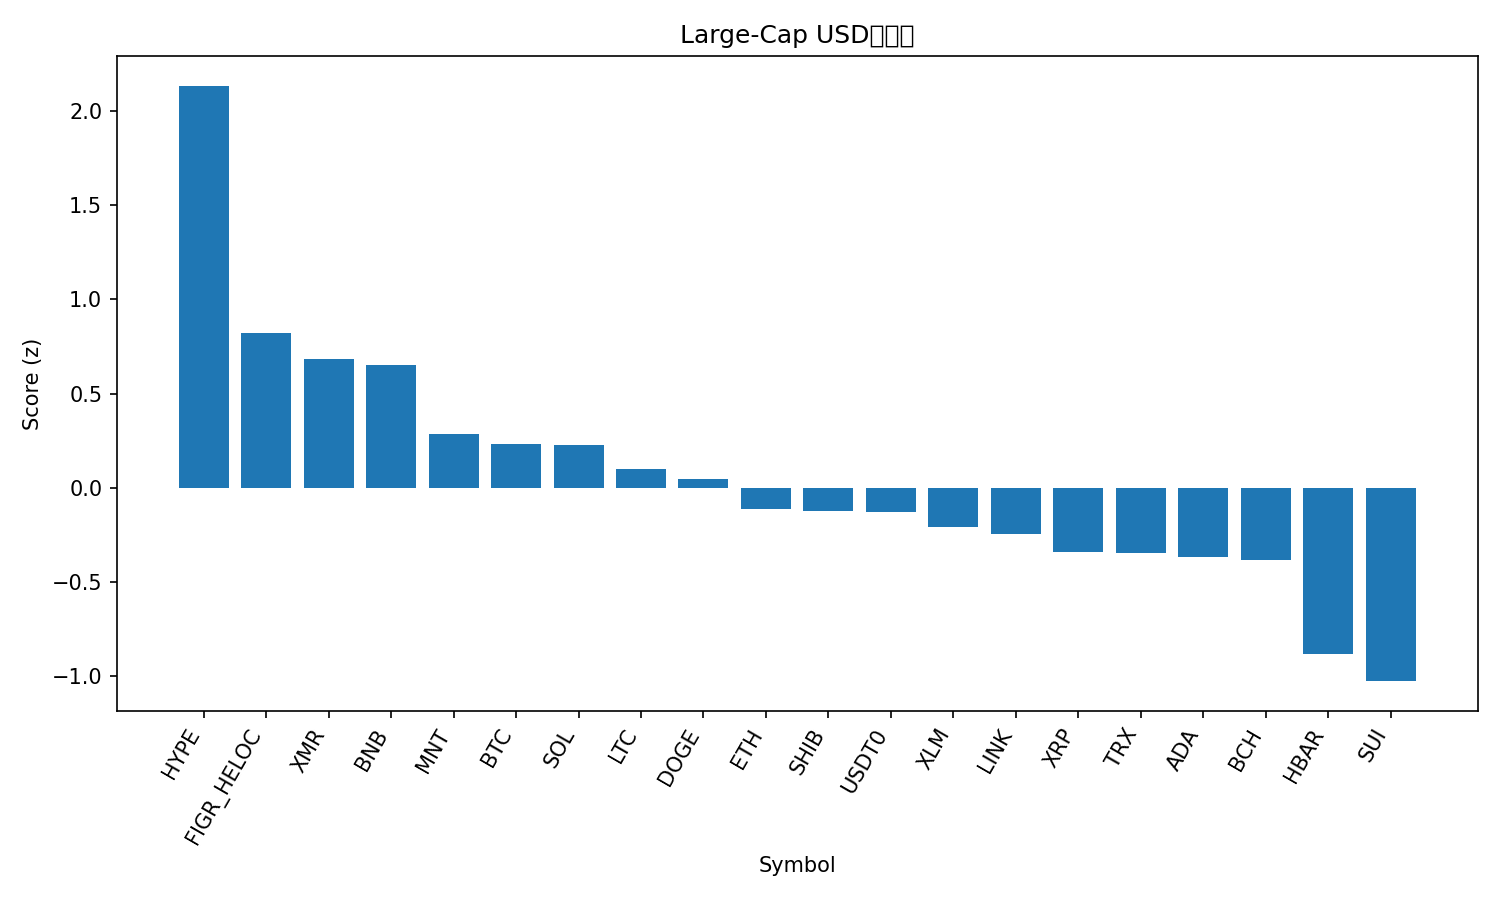 Large-Cap USD
Score (z)
2.0
1.5
1.0
0.5
0.0
−0.5
−1.0
HYPE
FIGR_HELOC
XMR
BNB
MNT
BTC
SOL
LTC
DOGE
ETH
SHIB
USDT0
XLM
LINK
XRP
TRX
ADA
BCH
HBAR
SUI
Symbol